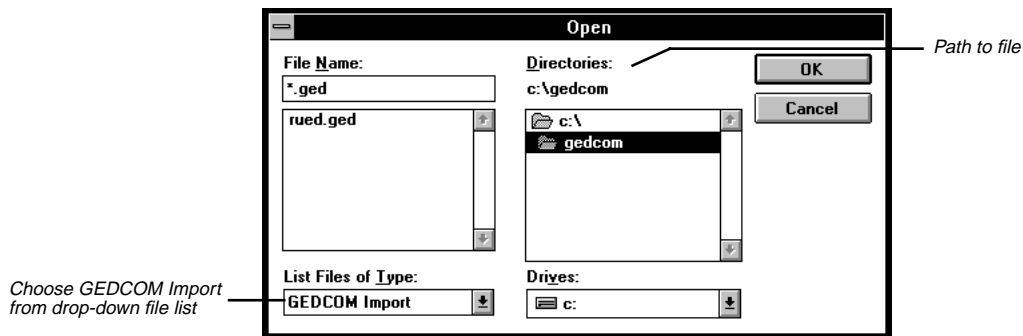 Open
Path to file
File Name:
*.ged
rued.ged
Directories:
c:\gedcom
c:\
gedcom
OK
Cancel
List Files of Type:
GEDCOM Import
Drives:
c:
Choose GEDCOM Import
from drop-down file list